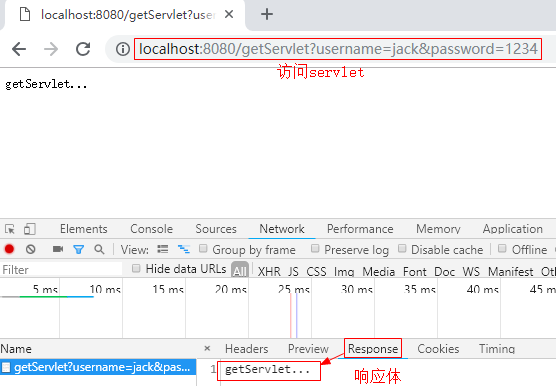 localhost:8080/getServlet?use
localhost:8080/getServlet?username=jack&password=1234
访问servlet
getServlet...
Elements Console Sources Network Performance Memory Application
View: Group by frame Preserve log Disable cache Offline
Filter Hide data URLs All XHR JS CSS Img Media Font Doc WS Manifest Oth
5 ms 10 ms 15 ms 20 ms 25 ms 30 ms 35 ms 40 ms 45 ms
Name × Headers Preview Response Cookies Timing
getServlet?username=jack&pas... 1 getServlet...
响应体